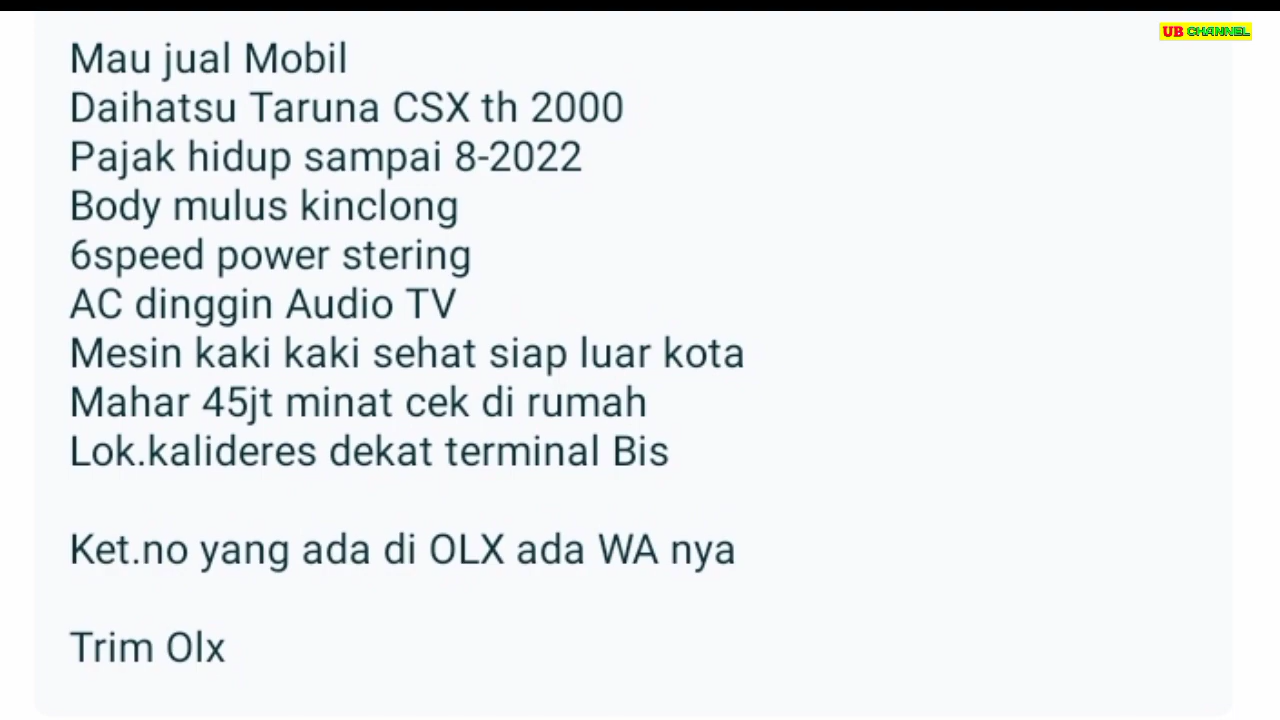 UB CHANNEL
Mau jual Mobil
Daihatsu Taruna CSX th 2000
Pajak hidup sampai 8-2022
Body mulus kinclong
6speed power stering
AC dinggin Audio TV
Mesin kaki kaki sehat siap luar kota
Mahar 45jt minat cek di rumah
Lok.kalideres dekat terminal Bis
Ket.no yang ada di OLX ada WA nya
Trim Olx